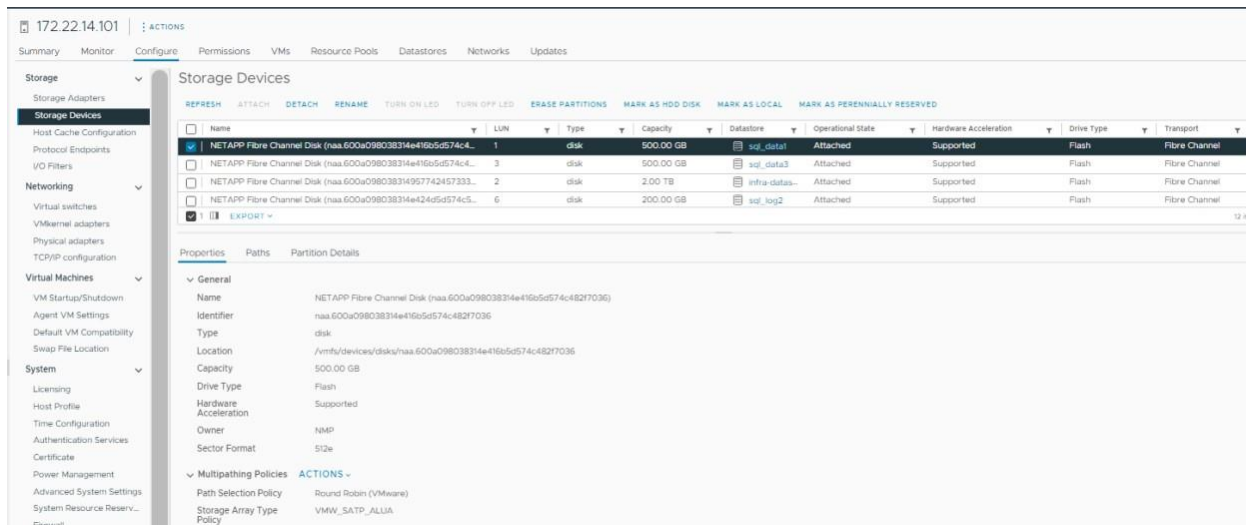 172.22.14.101 ACTIONS
Summary Monitor Configure Permissions VMs Resource Pools Datastores Networks Updates
Storage
Storage Adapters
Storage Devices
Host Cache Configuration
Protocol Endpoints
I/O Filters
Networking
Virtual switches
VMkernel adapters
Physical adapters
TCP/IP configuration
Virtual Machines
VM Startup/Shutdown
Agent VM Settings
Default VM Compatibility
Swap File Location
System
Licensing
Host Profile
Time Configuration
Authentication Services
Certificate
Power Management
Advanced System Settings
System Resource Reserv...
Firewall
Storage Devices
REFRESH ATTACH DETACH RENAME TURN ON LED TURN OFF LED ERASE PARTITIONS MARK AS HDD DISK MARK AS LOCAL MARK AS PERENNIALLY RESERVED
Name LUN Type Capacity Datastore Operational State Hardware Acceleration Drive Type Transport
NETAPP Fibre Channel Disk (naa.600a098038314e416b5d574c4... 1 disk 500.00 GB sql_data1 Attached Supported Flash Fibre Channel
NETAPP Fibre Channel Disk (naa.600a098038314e416b5d574c4... 3 disk 500.00 GB sql_data3 Attached Supported Flash Fibre Channel
NETAPP Fibre Channel Disk (naa.600a098038314957742457333... 2 disk 2.00 TB infra-datas... Attached Supported Flash Fibre Channel
NETAPP Fibre Channel Disk (naa.600a098038314e424d5d574c5... 6 disk 200.00 GB sql_log2 Attached Supported Flash Fibre Channel
1 EXPORT 12
Properties Paths Partition Details
General
Name NETAPP Fibre Channel Disk (naa.600a098038314e416b5d574c482f7036)
Identifier naa.600a098038314e416b5d574c482f7036
Type disk
Location /vmfs/devices/disks/naa.600a098038314e416b5d574c482f7036
Capacity 500.00 GB
Drive Type Flash
Hardware Supported
Acceleration
Owner NMP
Sector Format 512e
Multipathing Policies ACTIONS
Path Selection Policy Round Robin (VMware)
Storage Array Type VMW_SATP_ALUA
Policy